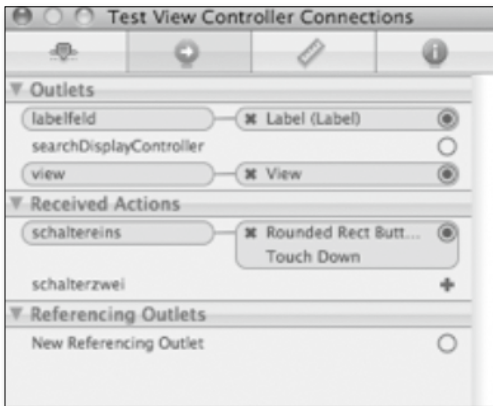 Test View Controller Connections
Outlets
labelfeld Label (Label)
searchDisplayController
view View
Received Actions
schaltereins Rounded Rect Butt...
Touch Down
schalterzwei
Referencing Outlets
New Referencing Outlet